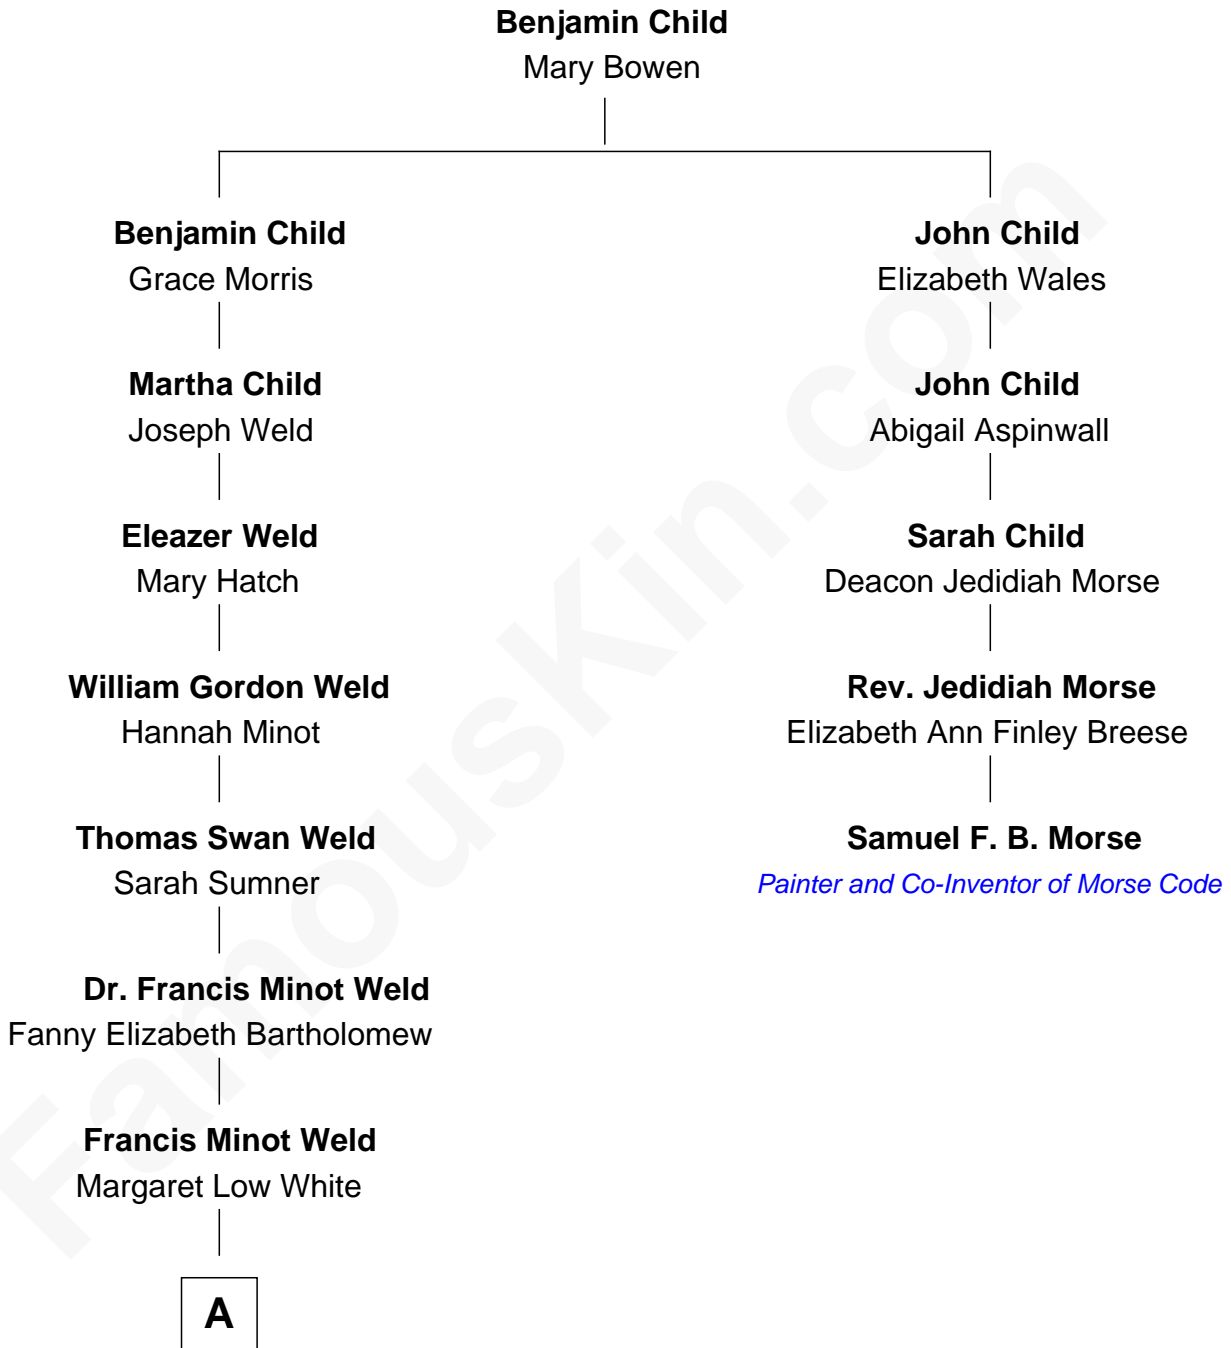 Benjamin Child
Mary Bowen
Benjamin Child
Grace Morris
John Child
Elizabeth Wales
Martha Child
Joseph Weld
John Child
Abigail Aspinwall
Eleazer Weld
Mary Hatch
Sarah Child
Deacon Jedidiah Morse
William Gordon Weld
Hannah Minot
Rev. Jedidiah Morse
Elizabeth Ann Finley Breese
Thomas Swan Weld
Sarah Sumner
Samuel F. B. Morse
Painter and Co-Inventor of Morse Code
Dr. Francis Minot Weld
Fanny Elizabeth Bartholomew
Francis Minot Weld
Margaret Low White
A
FamousKin.com